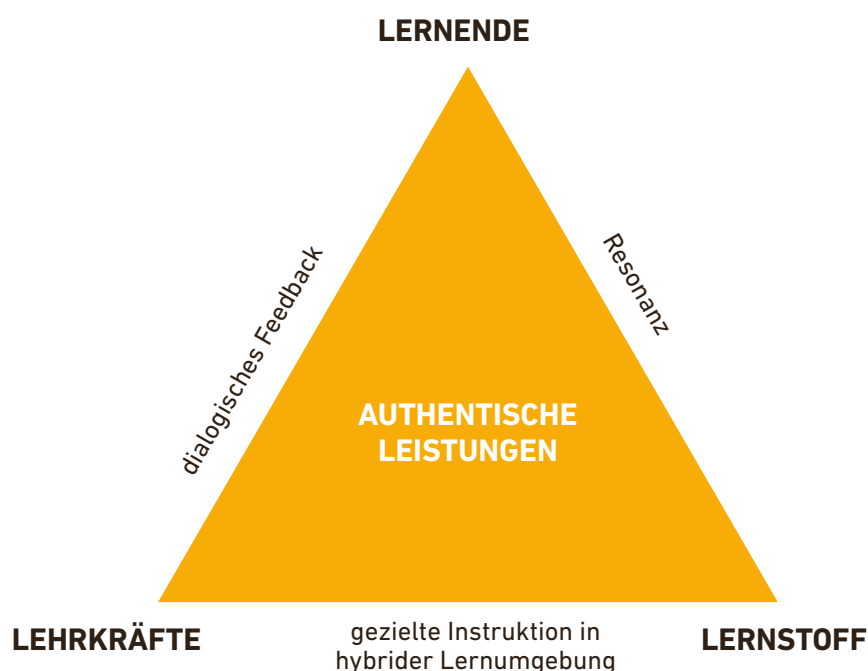 LERNENDE
dialogisches Feedback
Resonanz
AUTHENTISCHE
LEISTUNGEN
LEHRKRÄFTE
gezielte Instruktion in
hybrider Lernumgebung
LERNSTOFF